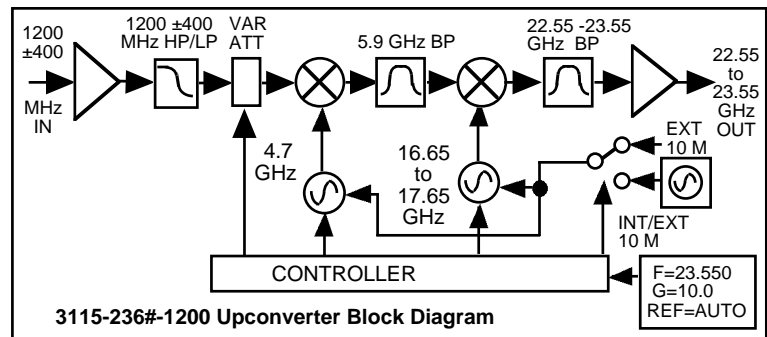 1200
±400
MHz
IN
1200 ±400
MHz HP/LP
VAR
ATT
5.9 GHz BP
22.55 -23.55
GHz BP
22.55
to
23.55
GHz
OUT
4.7
GHz
16.65
to
17.65
GHz
EXT
10 M
INT/EXT
10 M
CONTROLLER
F=23.550
G=10.0
REF=AUTO
3115-236#-1200 Upconverter Block Diagram